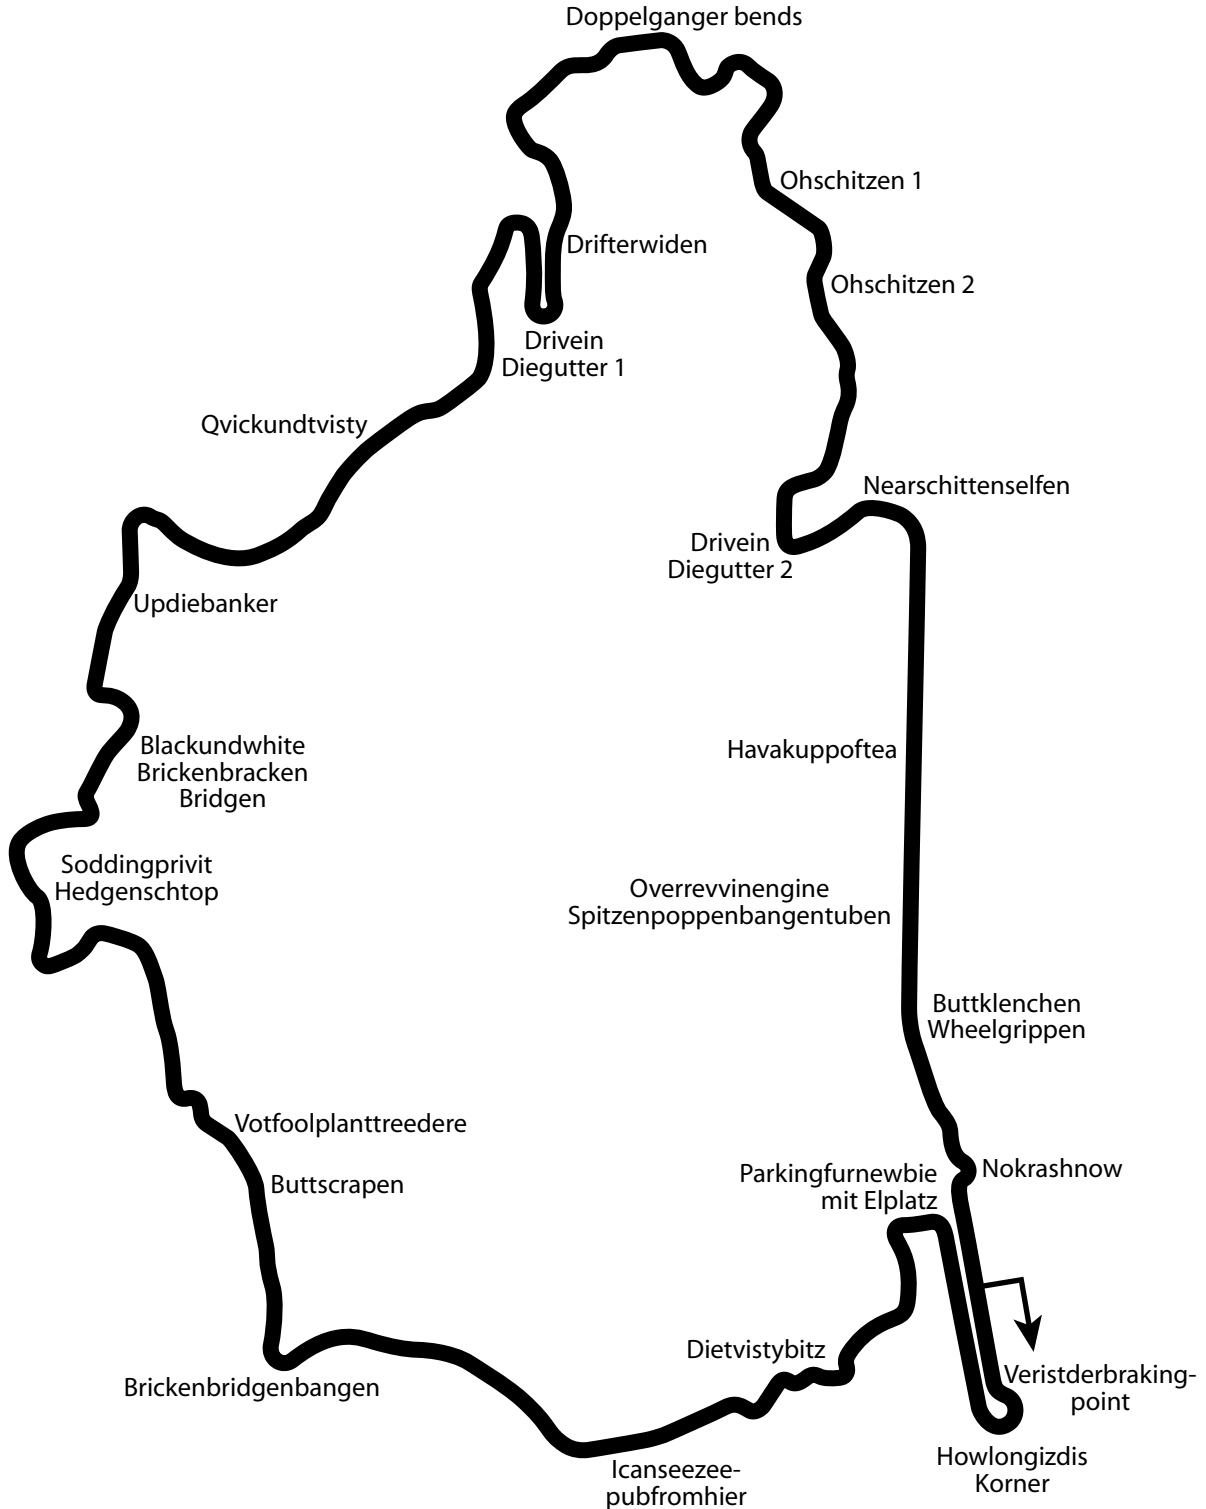 Doppelganger bends
Ohschitzen 1
Drifterwiden
Ohschitzen 2
Drivein
Diegutter 1
Qvickundtvisty
Nearschittenselfen
Drivein
Diegutter 2
Updiebanker
Blackundwhite
Brickenbracken
Bridgen
Havakuppoftea
Soddingprivit
Hedgenschtop
Overrevvinengine
Spitzenpoppenbangentuben
Buttklenchen
Wheelgrippen
Votfoolplanttreedere
Nokrashnow
Parkingfurnewbie
mit Elplatz
Buttscrapen
Dietvistybitz
Veristderbraking-
point
Brickenbridgenbangen
Howlongizdis
Korner
Icanseezee-
pubfromhier